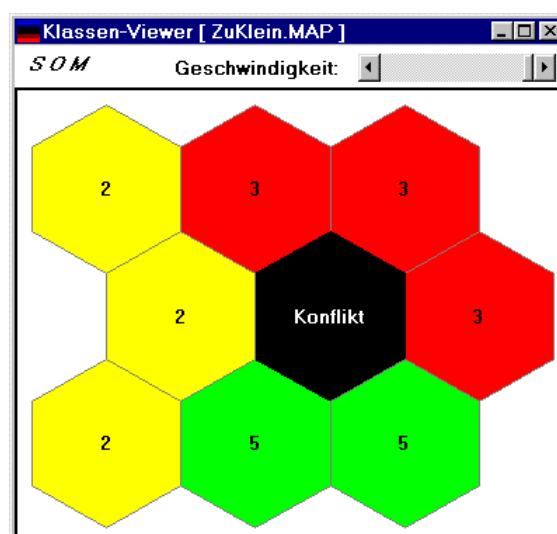 Klassen-Viewer [ ZuKlein.MAP ]
SOM Geschwindigkeit:
2 3 3
2 Konflikt 3
2 5 5